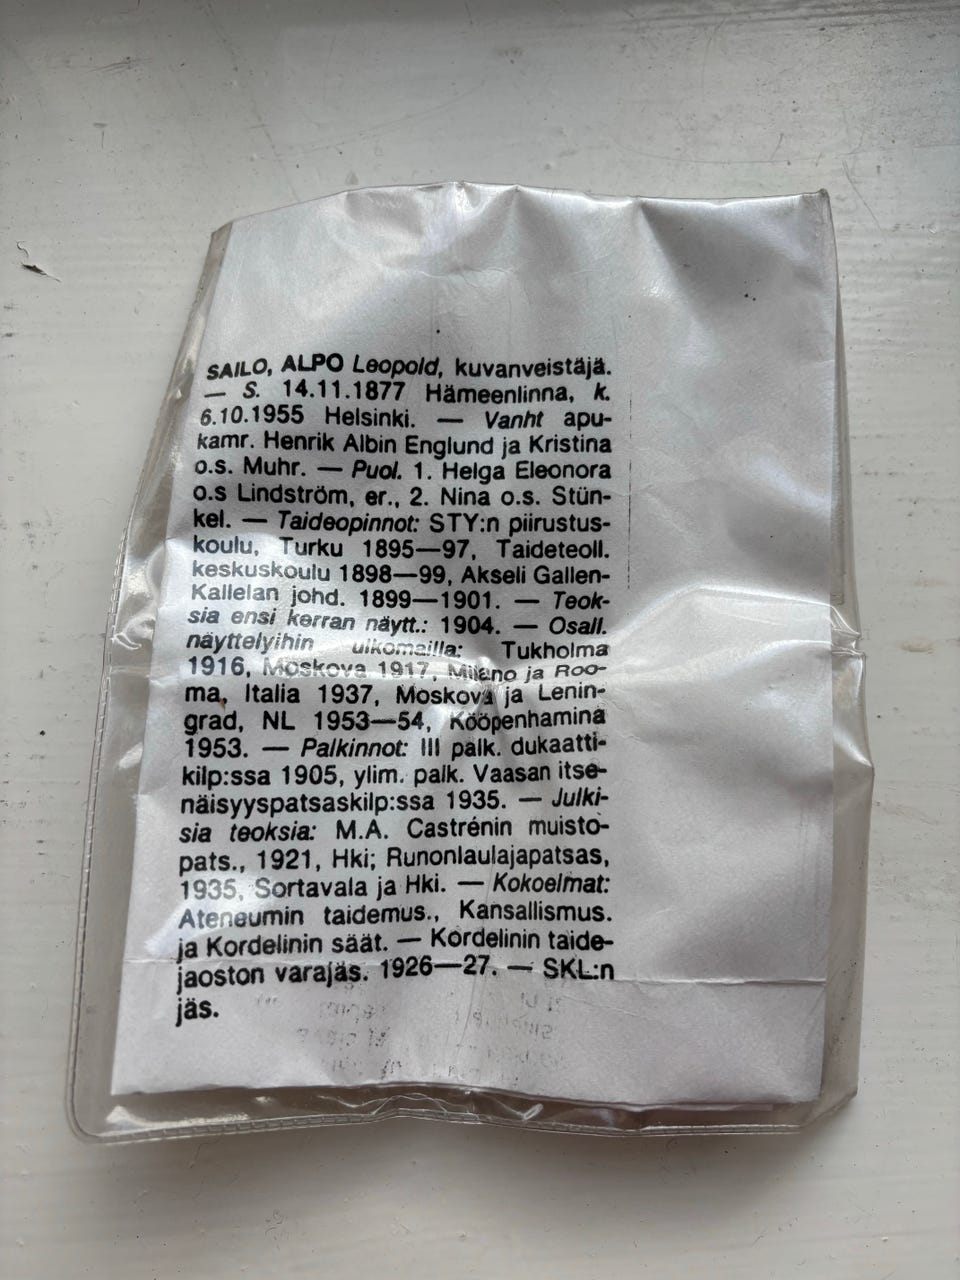 SAILO, ALPO Leopold, kuvanveistäjä.
— S. 14.11.1877 Hämeenlinna, k.
6.10.1955 Helsinki. — Vanht apu-
kamr. Henrik Albin Englund ja Kristina
o.s. Muhr. — Puol. 1. Helga Eleonora
o.s Lindström, er., 2. Nina o.s. Stün-
kel. — Taideopinnot: STY:n piirustus-
koulu, Turku 1895—97, Taideteoll.
keskuskoulu 1898—99, Akseli Gallen-
Kallelan johd. 1899—1901. — Teok-
sia ensi kerran näytt.: 1904. — Osall.
näyttelyihin ulkomailla: Tukholma
1916, Moskova 1917, Milano ja Roo-
ma, Italia 1937, Moskova ja Lenin-
grad, NL 1953—54, Kööpenhamina
1953. — Palkinnot: III palk. dukaatti-
kilp:ssa 1905, ylim. palk. Vaasan itse-
näisyyspatsaskilp:ssa 1935. — Julki-
sia teoksia: M.A. Castrénin muisto-
pats., 1921, Hki; Runonlaulajapatsas,
1935, Sortavala ja Hki. — Kokoelmat:
Ateneumin taidemus., Kansallismus.
ja Kordelinin säät. — Kordelinin taide-
jaoston varajäs. 1926—27. — SKL:n
jäs.